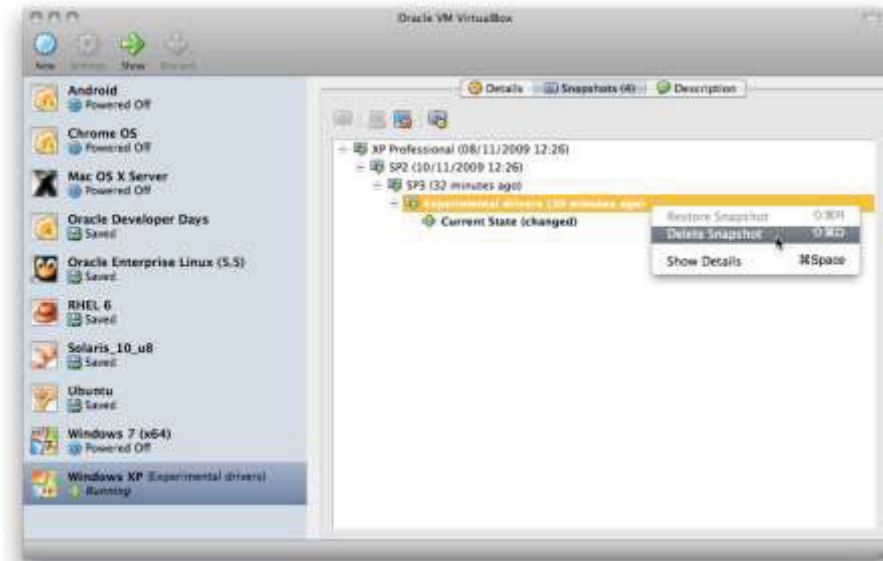 Oracle VM VirtualBox
New Settings Show Discard
Details Snapshots (4) Description
Android
Powered Off
Chrome OS
Powered Off
Mac OS X Server
Powered Off
Oracle Developer Days
Saved
Oracle Enterprise Linux (5.5)
Saved
RHEL 6
Saved
Solaris_10_u8
Saved
Ubuntu
Saved
Windows 7 (x64)
Powered Off
Windows XP (Experimental drivers)
Running
XP Professional (08/11/2009 12:26)
SP2 (10/11/2009 12:26)
SP3 (32 minutes ago)
Experimental drivers (30 minutes ago)
Current State (changed)
Restore Snapshot ⇧⌘R
Delete Snapshot ⇧⌘D
Show Details ⌘Space